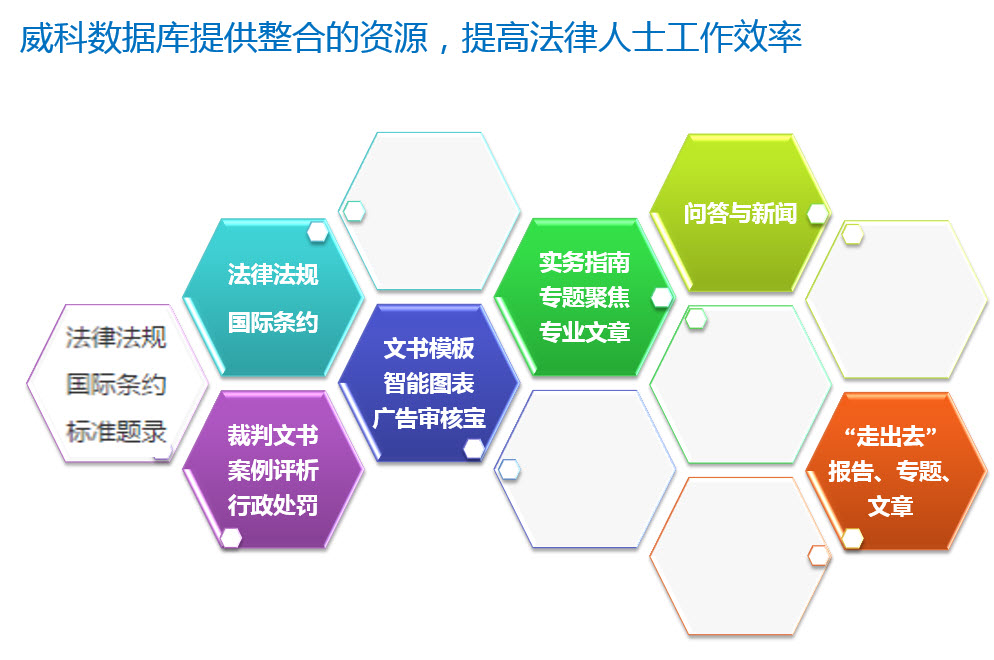 威科数据库提供整合的资源，提高法律人士工作效率
法律法规
国际条约
标准题录
法律法规
国际条约
裁判文书
案例评析
行政处罚
文书模板
智能图表
广告审核宝
实务指南
专题聚焦
专业文章
问答与新闻
“走出去”
报告、专题、
文章